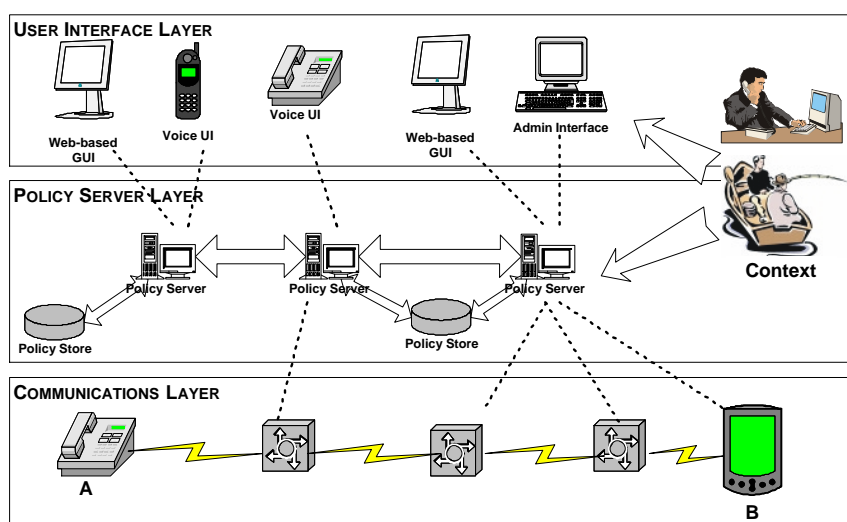 USER INTERFACE LAYER
Voice UI
Web-based
GUI
Voice UI
Web-based
GUI
Admin Interface
POLICY SERVER LAYER
Policy Server
Policy Server
Policy Server
Context
Policy Store
Policy Store
COMMUNICATIONS LAYER
A
B